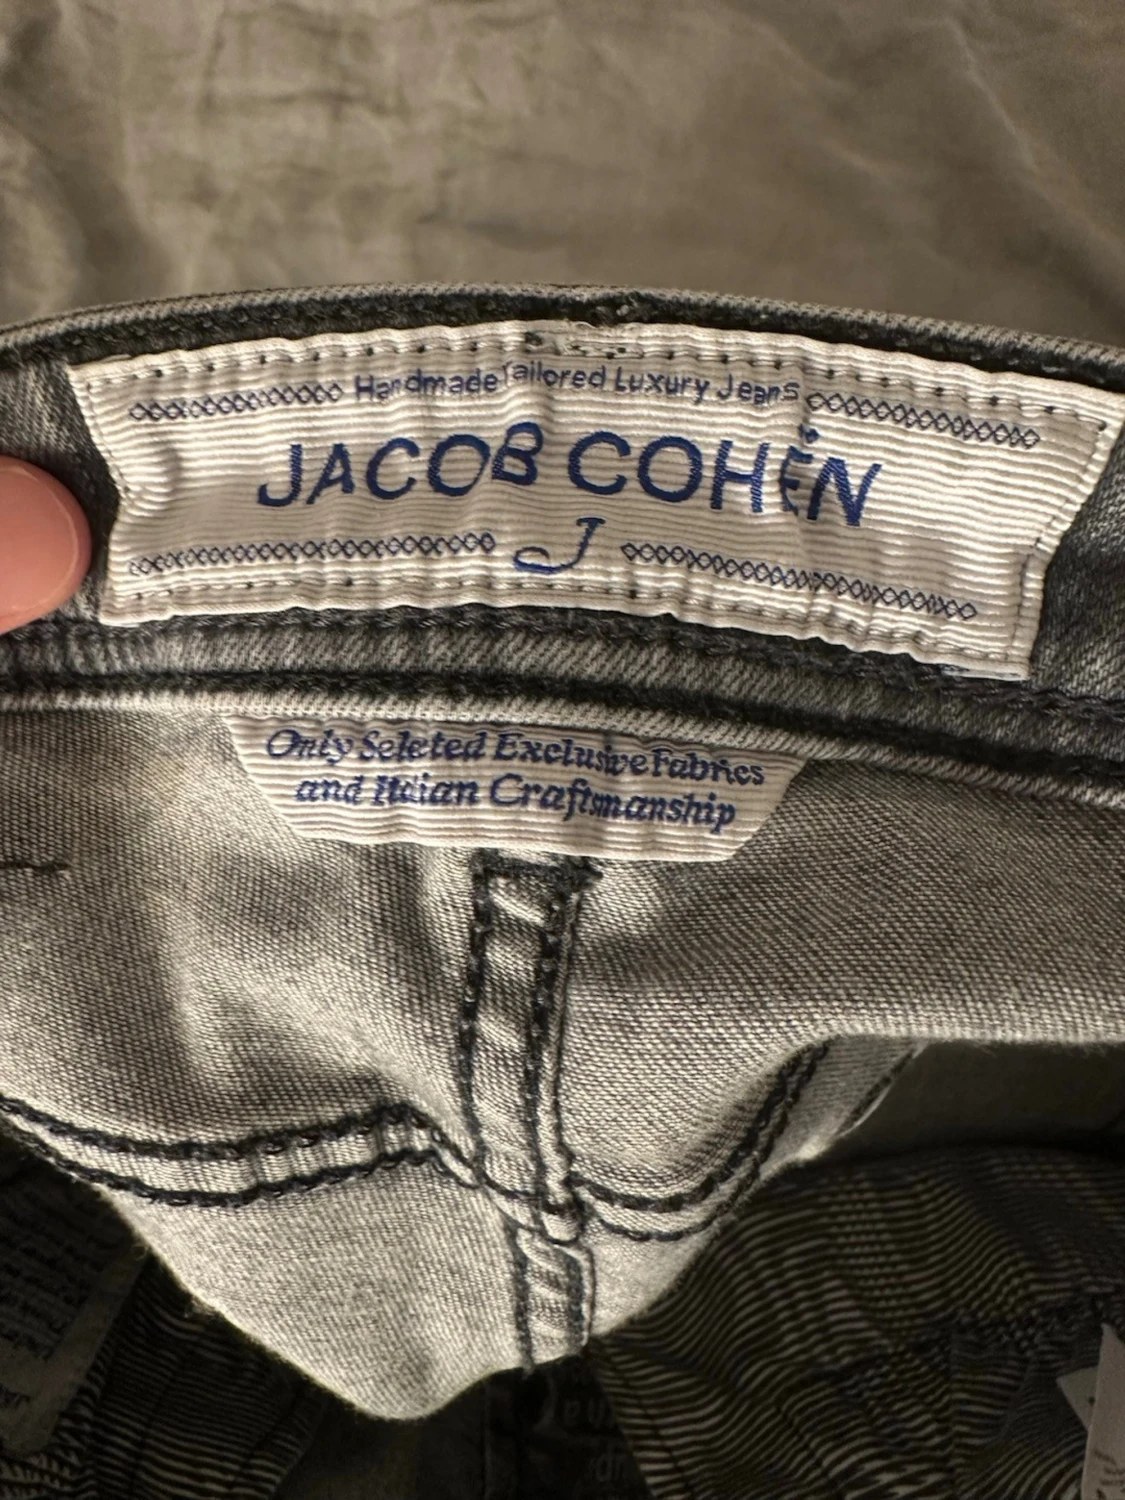 Handmade Tailored Luxury Jeans
JACOB COHËN
J
Only Seleted Exclusive Fabrics
and Italian Craftsmanship